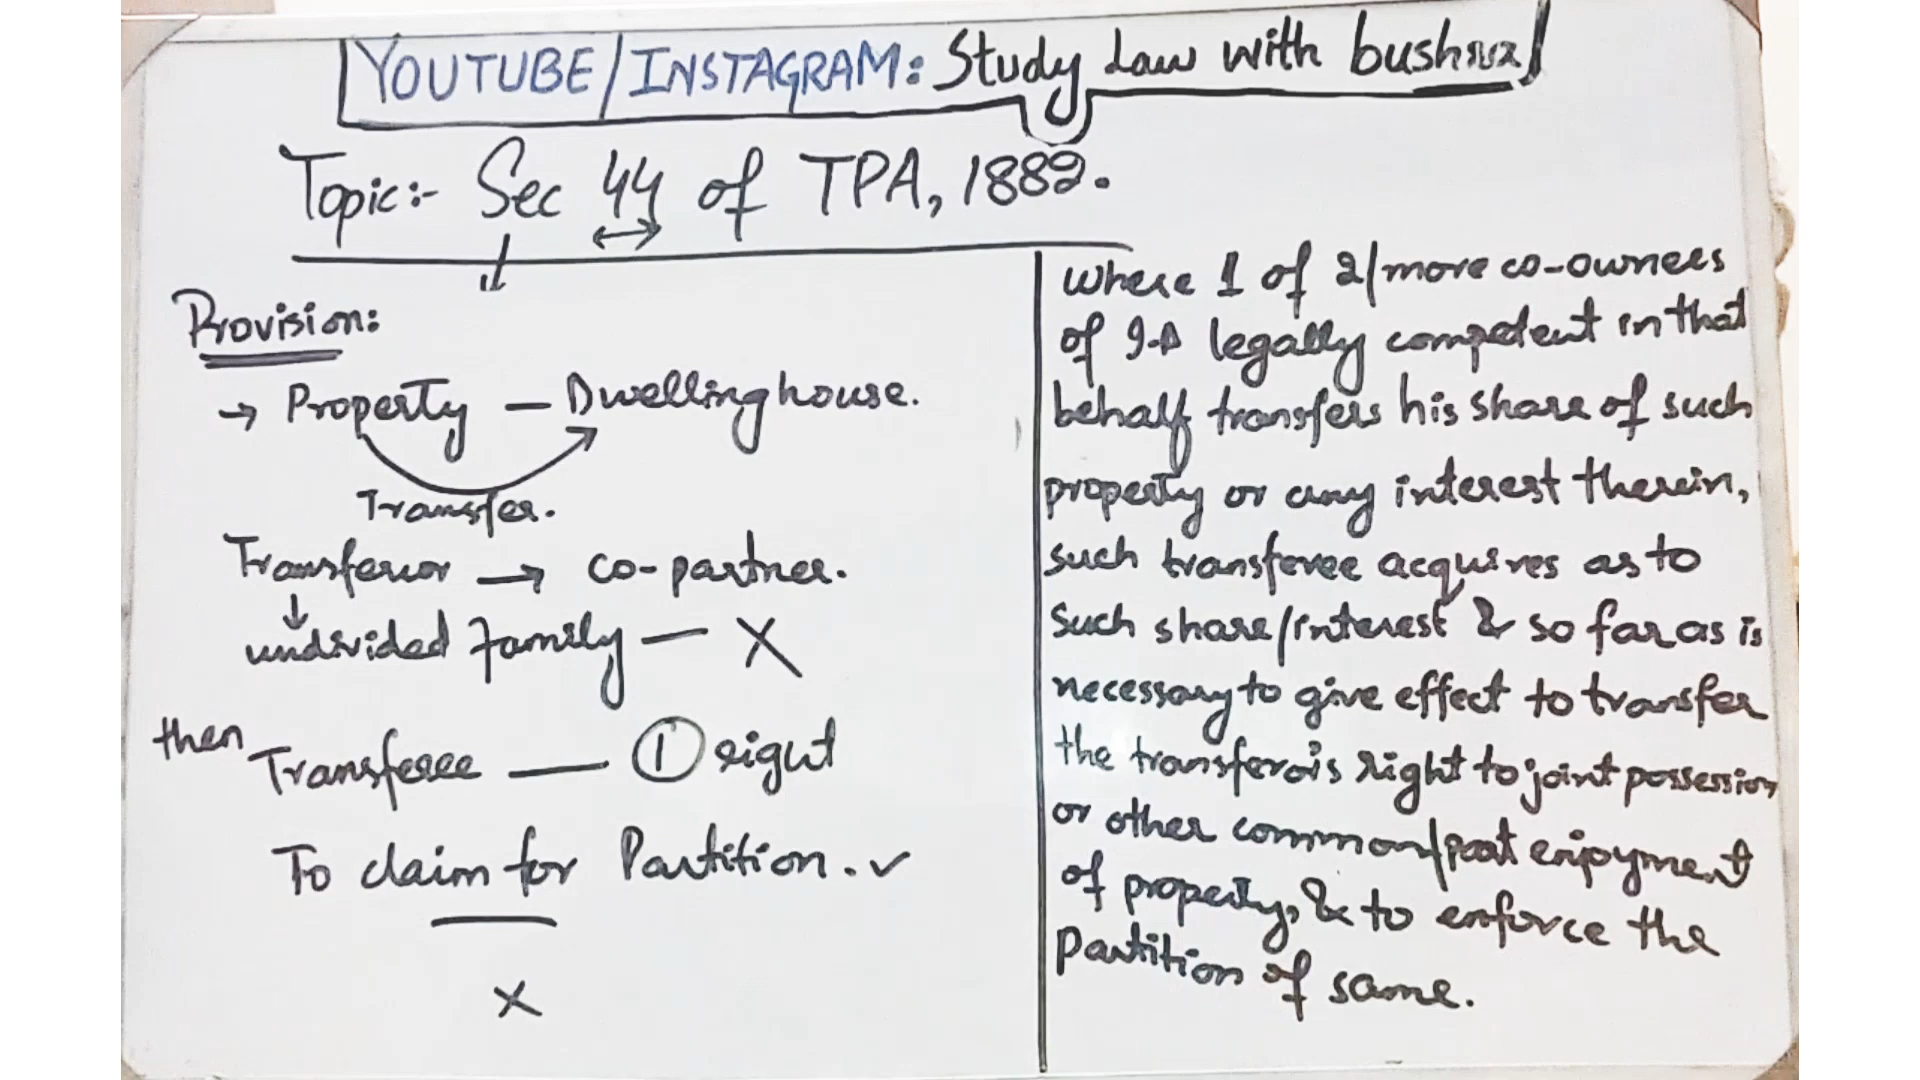 YOUTUBE/INSTAGRAM: Study Law with bushra
Topic:- Sec 44 of TPA, 1882.
Provision:
→ Property — Dwelling house.
Transfer.
Transferor → co-partner.
↓
undivided family — X
then Transferee — ① right
To claim for Partition. ✓
X
Where 1 of 2/more co-owners
of I.P legally competent in that
behalf transfers his share of such
property or any interest therein,
such transferee acquires as to
such share/interest & so far as is
necessary to give effect to transfer
the transferor's right to joint possession
or other common/part enjoyment
of property, & to enforce the
Partition of same.